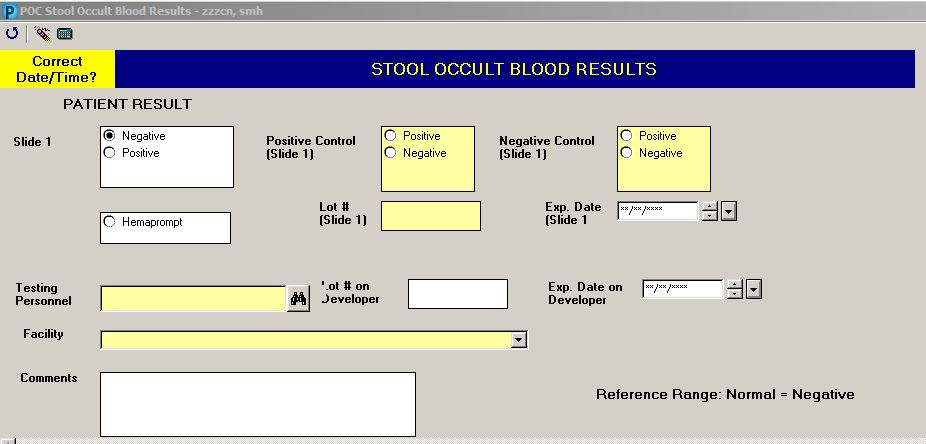 POC Stool Occult Blood Results - zzzcn, smh
Correct
Date/Time?
STOOL OCCULT BLOOD RESULTS
PATIENT RESULT
Slide 1
Negative
Positive
Positive Control
(Slide 1)
Positive
Negative
Negative Control
(Slide 1)
Positive
Negative
Hemaprompt
Lot #
(Slide 1)
Exp. Date
(Slide 1
**/**/****
Testing
Personnel
Lot # on
Developer
Exp. Date on
Developer
**/**/****
Facility
Comments
Reference Range: Normal = Negative